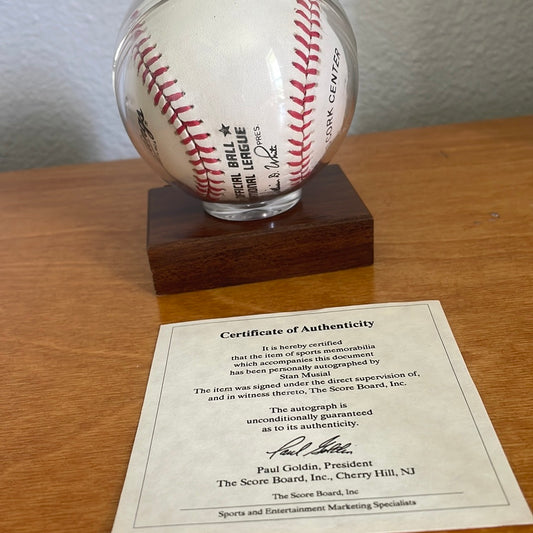 CORK CENTER
OFFICIAL BALL
NATIONAL LEAGUE
PRES.
Certificate of Authenticity
It is hereby certified
that the item of sports memorabilia
which accompanies this document
has been personally autographed by
Stan Musial
The item was signed under the direct supervision of,
and in witness thereto, The Score Board, Inc.
The autograph is
unconditionally guaranteed
as to its authenticity.
Paul Goldin
Paul Goldin, President
The Score Board, Inc., Cherry Hill, NJ
The Score Board, Inc
Sports and Entertainment Marketing Specialists